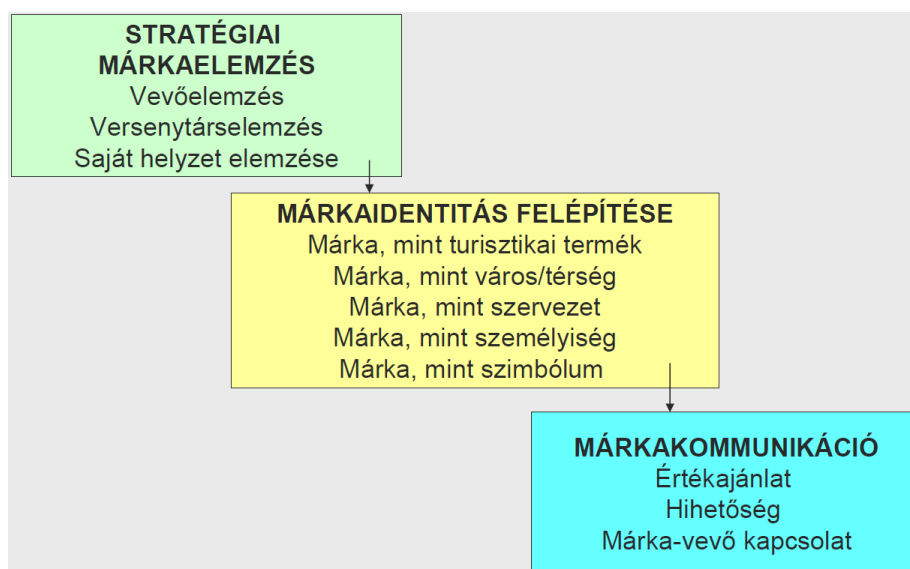 STRATÉGIAI
MÁRKAELEMZÉS
Vevőelemzés
Versenytárselemzés
Saját helyzet elemzése
MÁRKAIDENTITÁS FELÉPÍTÉSE
Márka, mint turisztikai termék
Márka, mint város/térség
Márka, mint szervezet
Márka, mint személyiség
Márka, mint szimbólum
MÁRKAKOMMUNIKÁCIÓ
Értékajánlat
Hihetőség
Márka-vevő kapcsolat